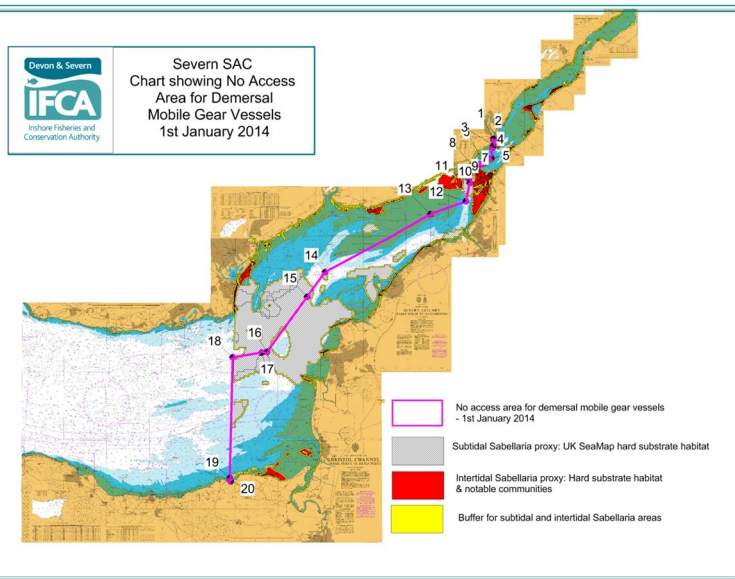 Devon & Severn
IFCA
Inshore Fisheries and
Conservation Authority
Severn SAC
Chart showing No Access
Area for Demersal
Mobile Gear Vessels
1st January 2014
1
2
3
4
8
7
5
9
10
11
12
13
14
15
16
17
18
19
20
SEVERN ESTUARY
BRISTOL CHANNEL
No access area for demersal mobile gear vessels
- 1st January 2014
Subtidal Sabellaria proxy: UK SeaMap hard substrate habitat
Intertidal Sabellaria proxy: Hard substrate habitat
& notable communities
Buffer for subtidal and intertidal Sabellaria areas